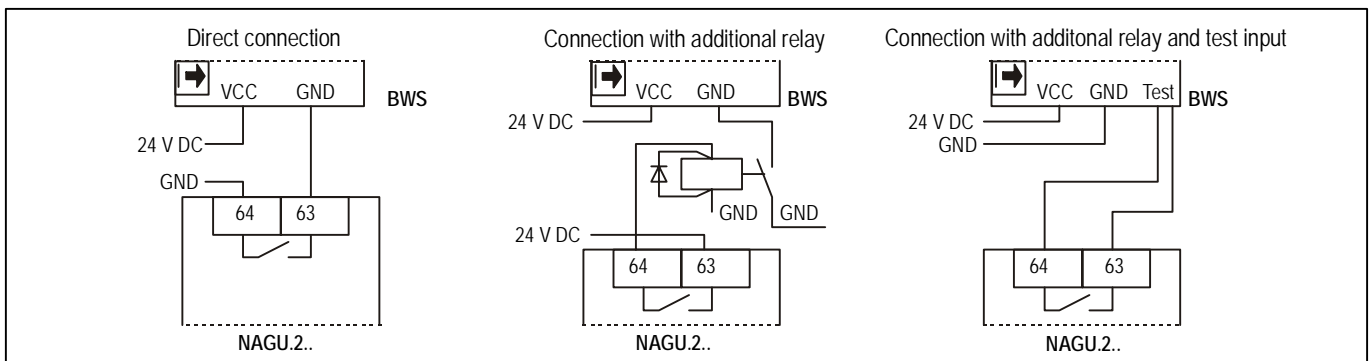 Direct connection
VCC GND BWS
24 V DC
GND
64 63
NAGU.2..
Connection with additional relay
VCC GND BWS
24 V DC
GND GND
24 V DC
64 63
NAGU.2..
Connection with additonal relay and test input
VCC GND Test BWS
24 V DC
GND
64 63
NAGU.2..